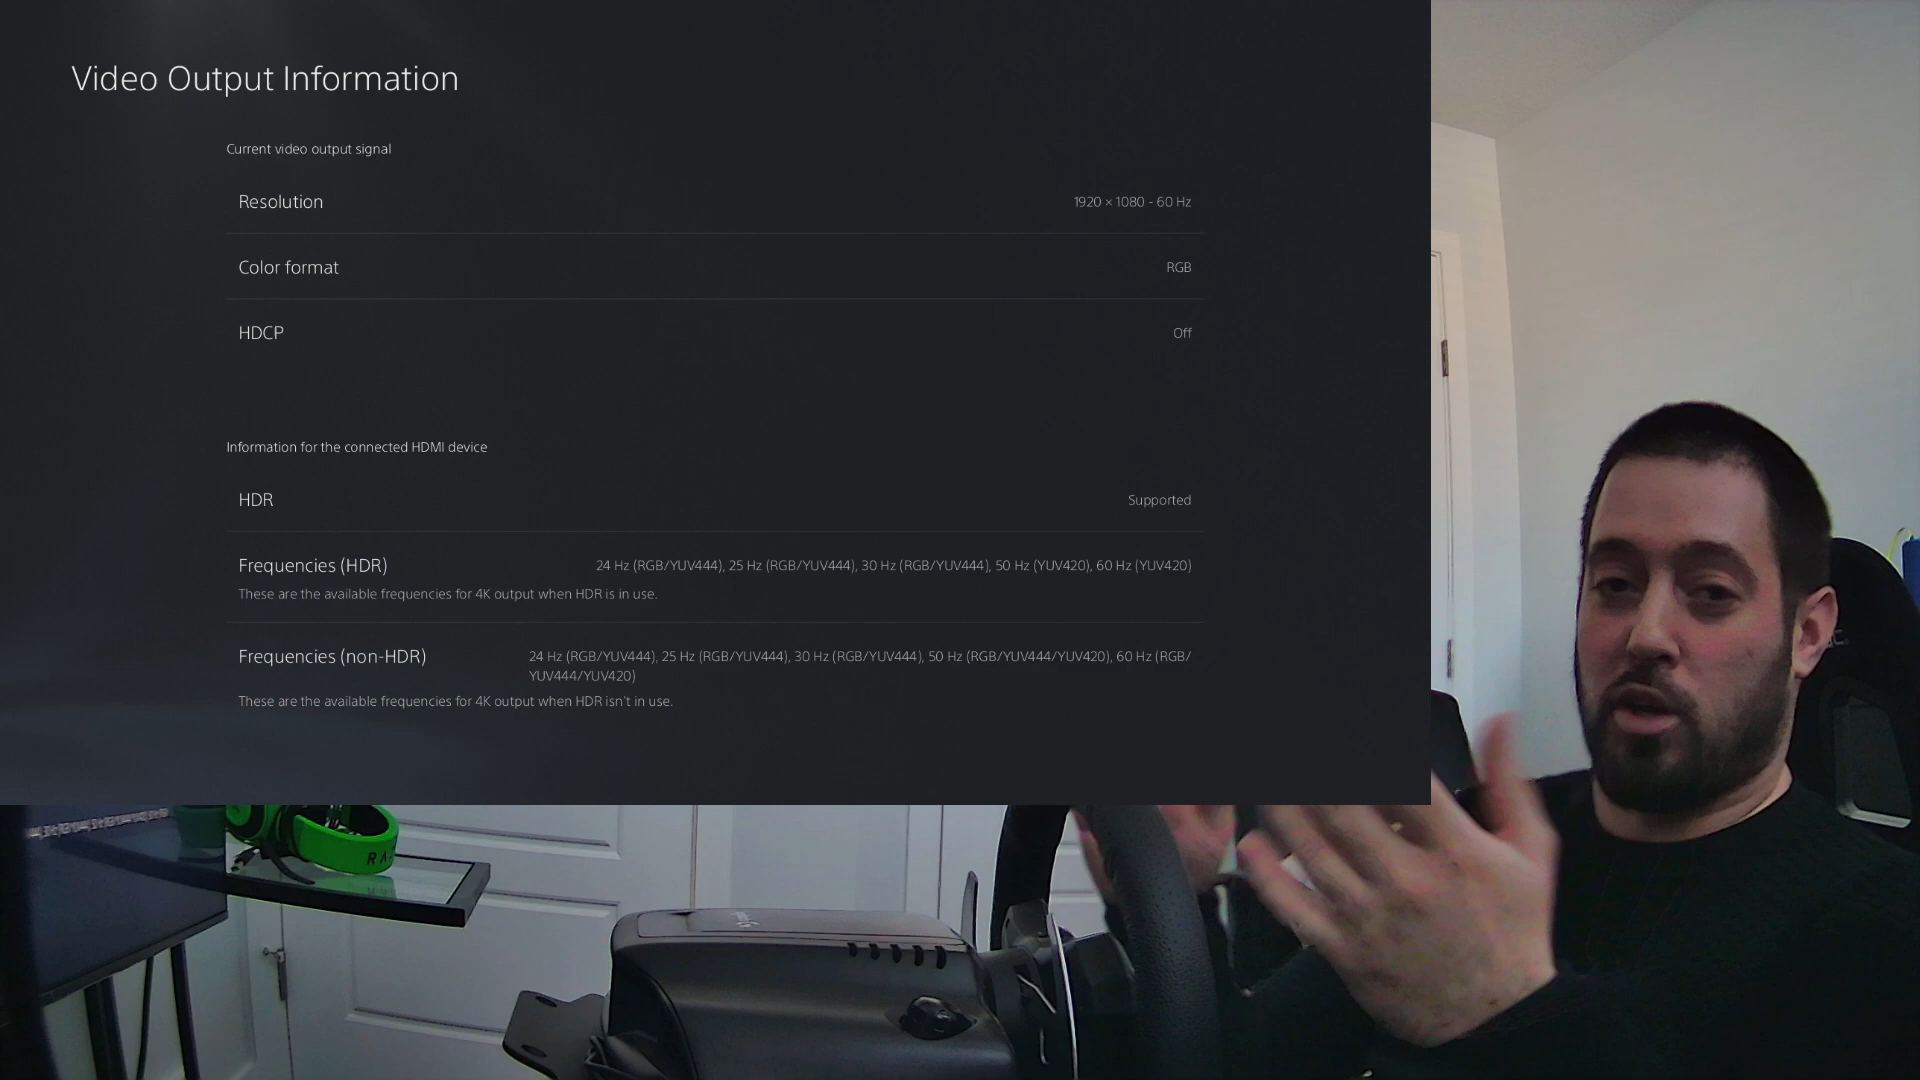 Video Output Information
Current video output signal
Resolution
1920 × 1080 - 60 Hz
Color format
RGB
HDCP
Off
Information for the connected HDMI device
HDR
Supported
Frequencies (HDR)
24 Hz (RGB/YUV444), 25 Hz (RGB/YUV444), 30 Hz (RGB/YUV444), 50 Hz (YUV420), 60 Hz (YUV420)
These are the available frequencies for 4K output when HDR is in use.
Frequencies (non-HDR)
24 Hz (RGB/YUV444), 25 Hz (RGB/YUV444), 30 Hz (RGB/YUV444), 50 Hz (RGB/YUV444/YUV420), 60 Hz (RGB/
YUV444/YUV420)
These are the available frequencies for 4K output when HDR isn't in use.